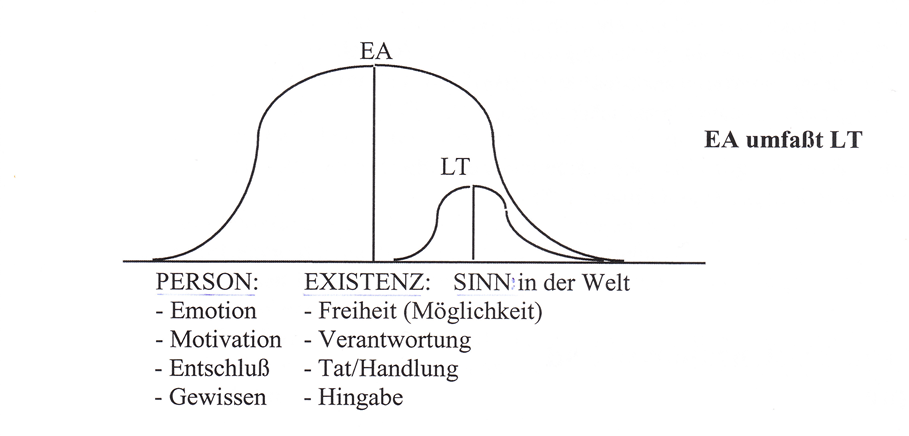 EA
EA umfaßt LT
LT
PERSON: EXISTENZ: SINN: in der Welt
- Emotion - Freiheit (Möglichkeit)
- Motivation - Verantwortung
- Entschluß - Tat/Handlung
- Gewissen - Hingabe